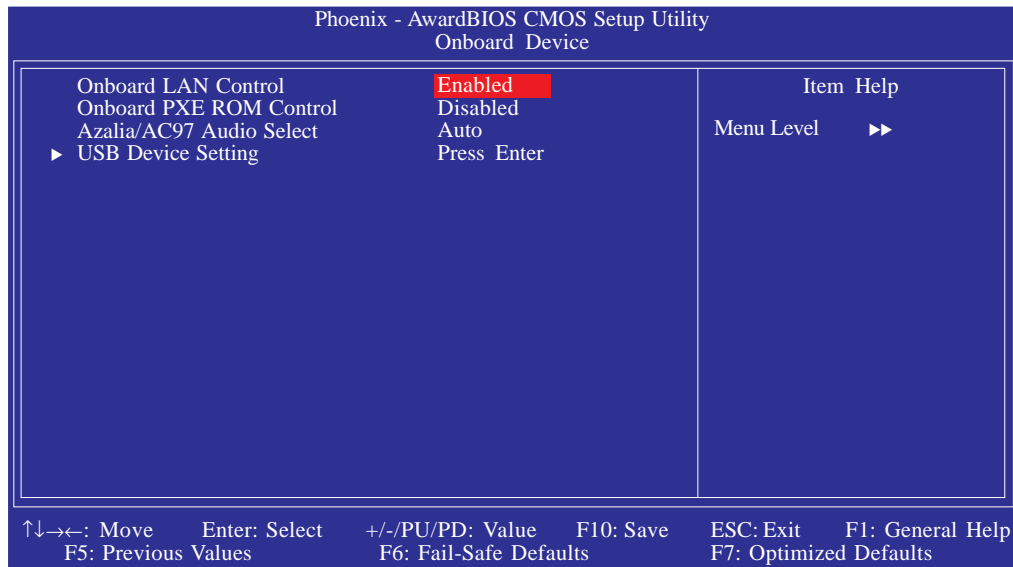 Phoenix - AwardBIOS CMOS Setup Utility
Onboard Device
Onboard LAN Control Enabled
Onboard PXE ROM Control Disabled
Azalia/AC97 Audio Select Auto
▶ USB Device Setting Press Enter
Item Help
Menu Level ▶▶
↑↓→←: Move Enter: Select +/-/PU/PD: Value F10: Save ESC: Exit F1: General Help
F5: Previous Values F6: Fail-Safe Defaults F7: Optimized Defaults